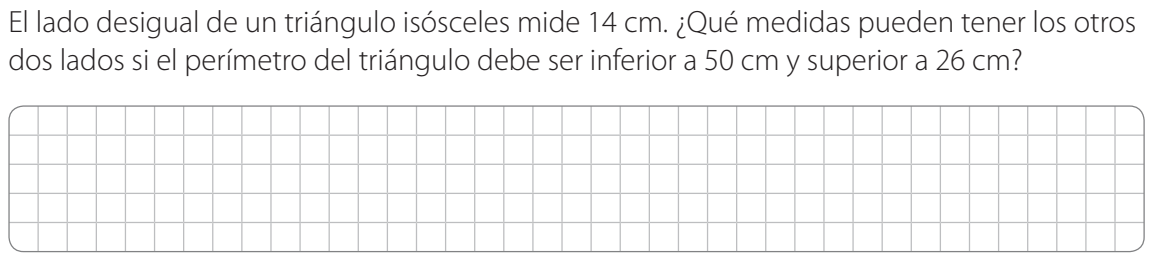 El lado desigual de un triángulo isósceles mide 14 cm. ¿Qué medidas pueden tener los otros
dos lados si el perímetro del triángulo debe ser inferior a 50 cm y superior a 26 cm?